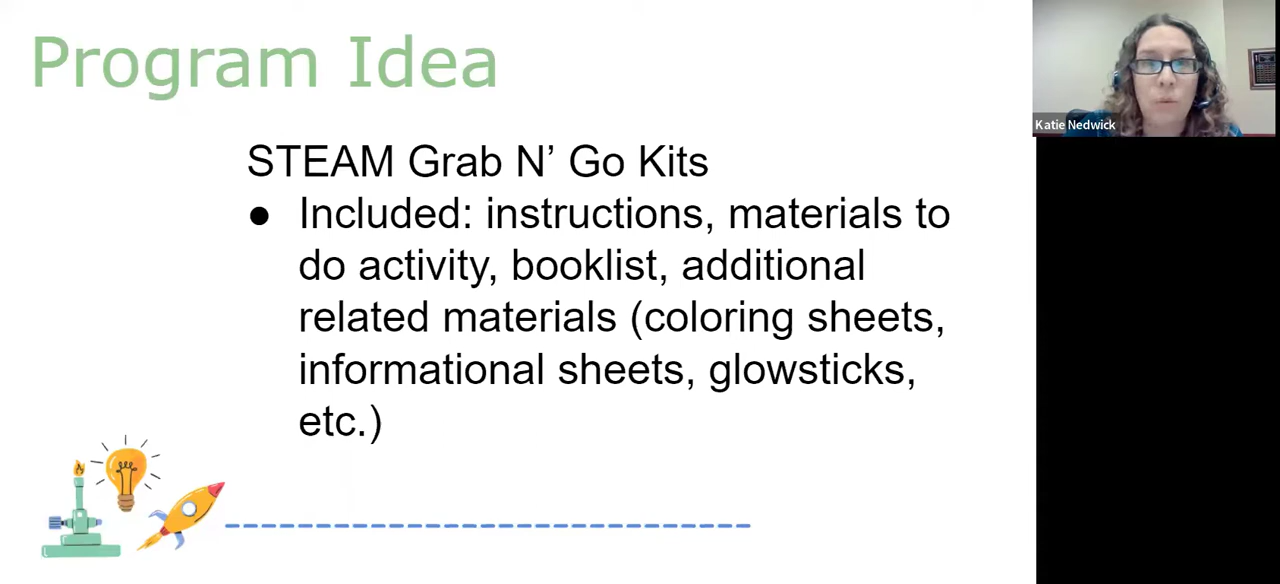 Program Idea
Katie Nedwick
STEAM Grab N’ Go Kits
● Included: instructions, materials to
do activity, booklist, additional
related materials (coloring sheets,
informational sheets, glowsticks,
etc.)